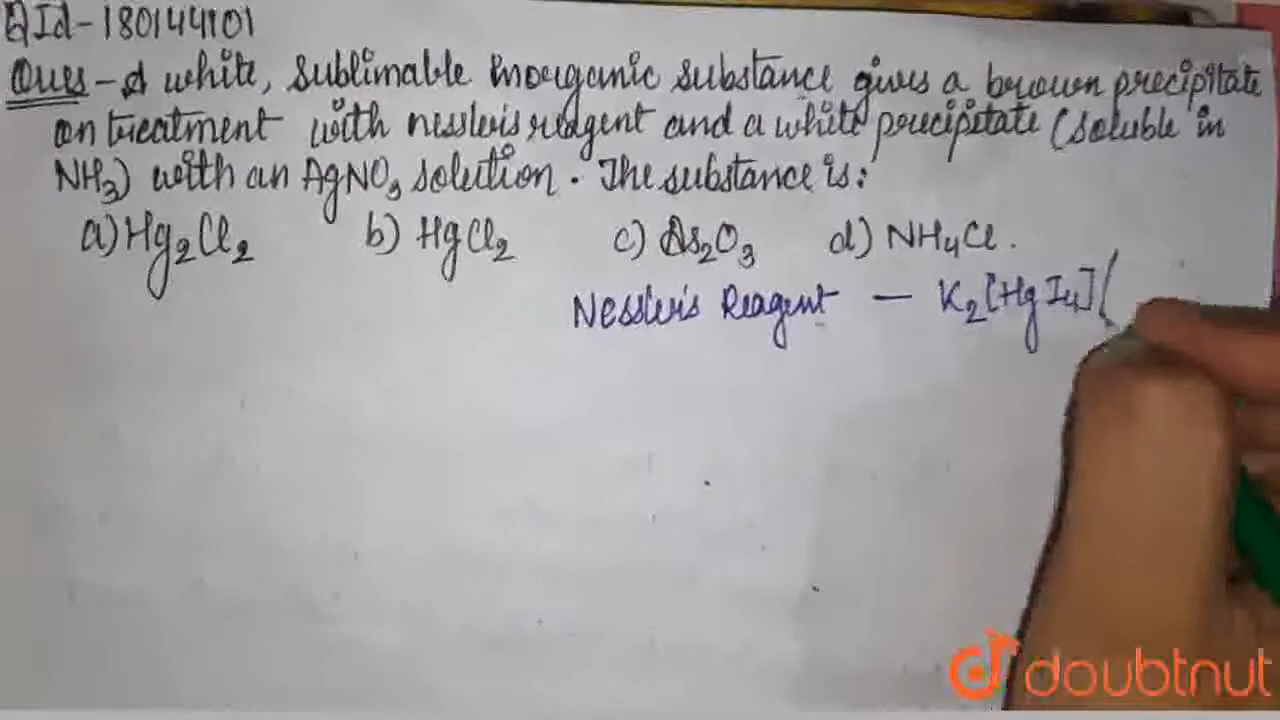 QId-180144101
Ques - A white, sublimable inorganic substance gives a brown precipitate
on treatment with nessler's reagent and a white precipitate (soluble in
NH3) with an AgNO3 solution. The substance is:
a) Hg2Cl2 b) HgCl2 c) As2O3 d) NH4Cl.
Nessler's Reagent — K2[HgI4](
doubtnut